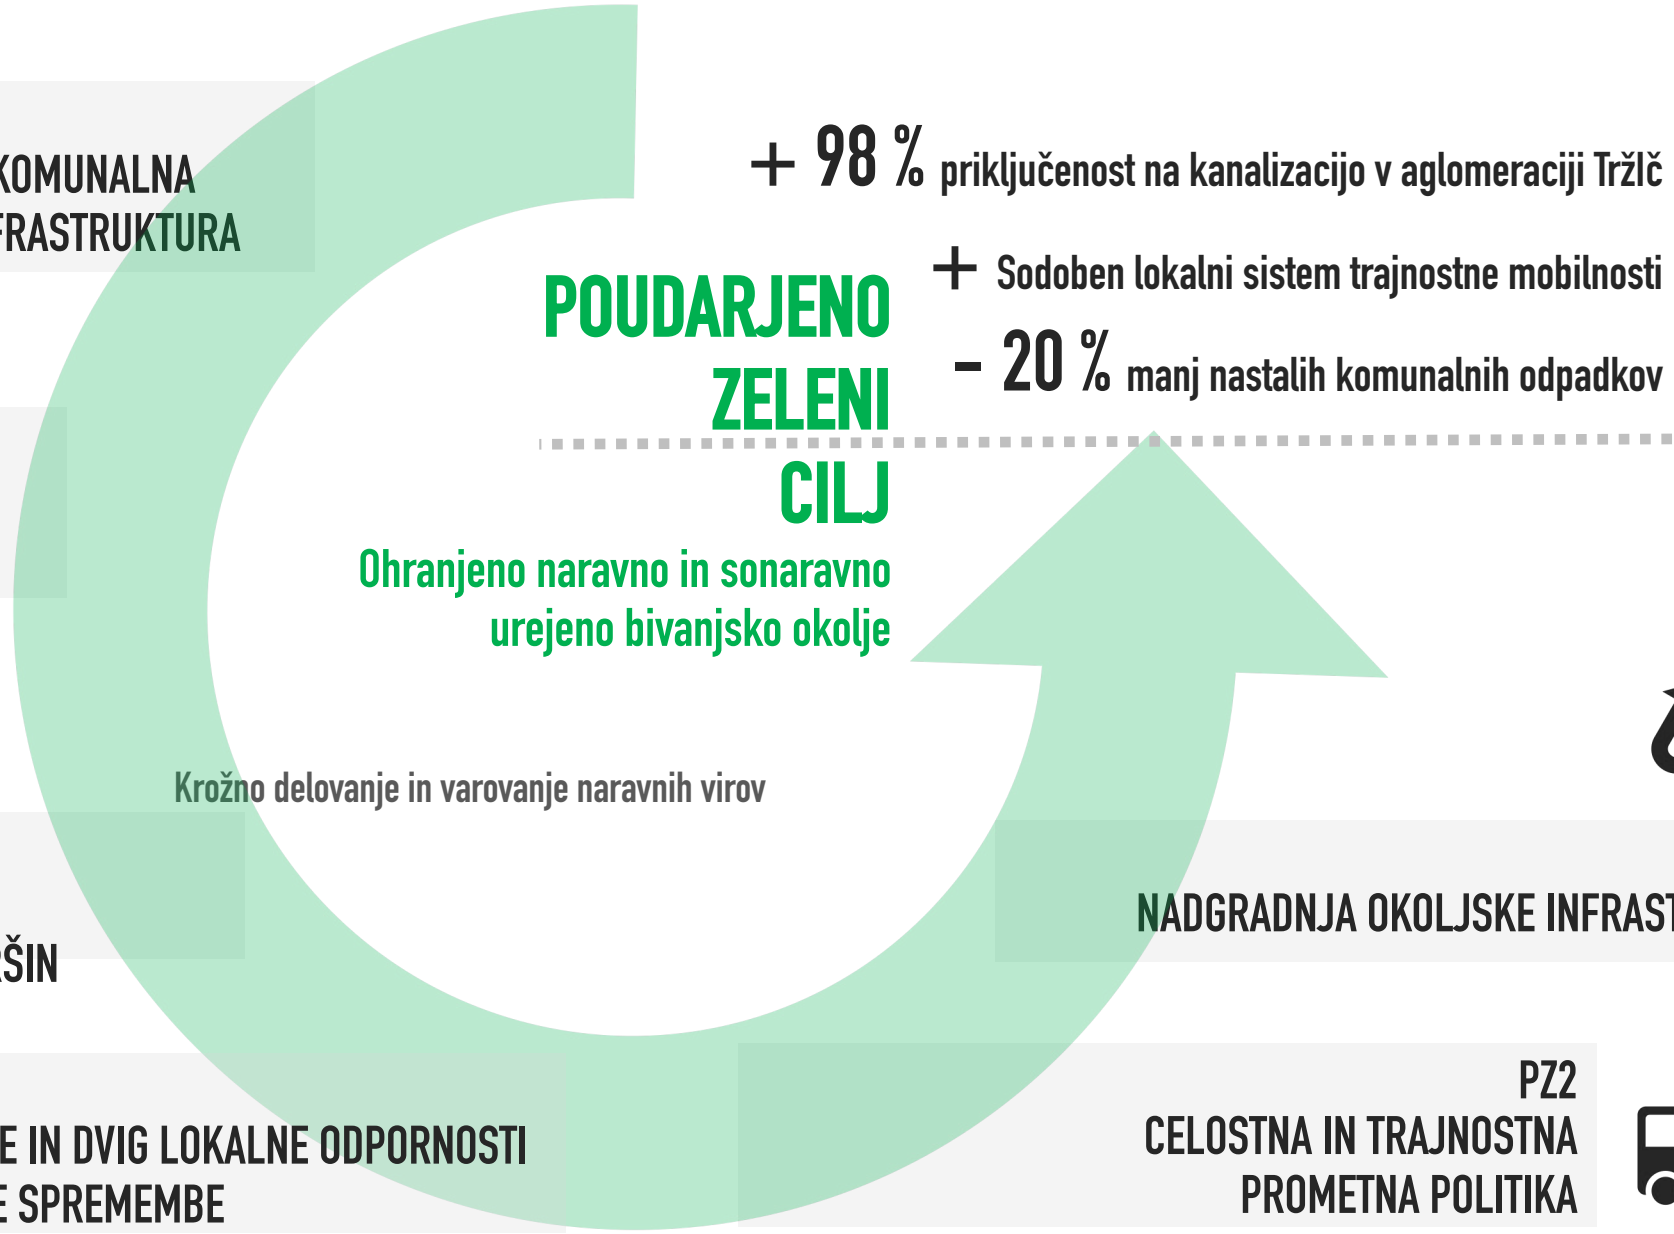 KOMUNALNA
FRASTRUKTURA
+ 98 % priključenost na kanalizacijo v aglomeraciji TržIč
+ Sodoben lokalni sistem trajnostne mobilnosti
- 20 % manj nastalih komunalnih odpadkov
POUDARJENO
ZELENI
CILJ
Ohranjeno naravno in sonaravno
urejeno bivanjsko okolje
Krožno delovanje in varovanje naravnih virov
NADGRADNJA OKOLJSKE INFRAST
RŠIN
E IN DVIG LOKALNE ODPORNOSTI
E SPREMEMBE
PZ2
CELOSTNA IN TRAJNOSTNA
PROMETNA POLITIKA